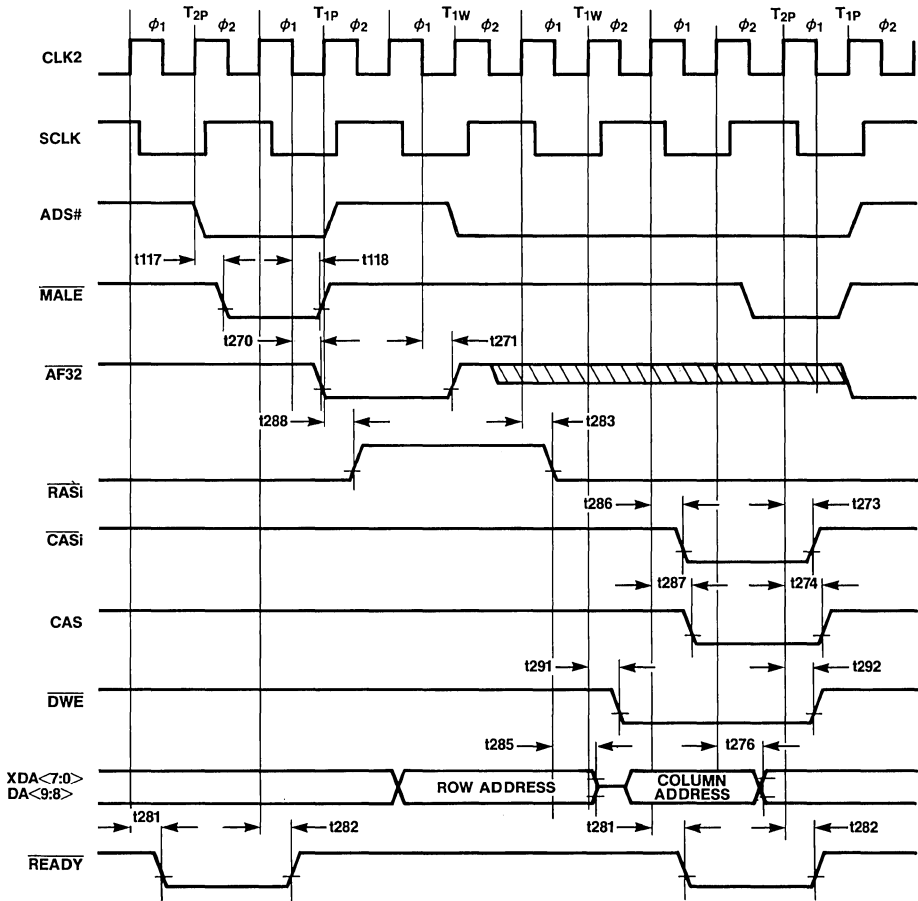 T2P T1P T1W T1W T2P T1P
ϕ1 ϕ2 ϕ1 ϕ2 ϕ1 ϕ2 ϕ1 ϕ2 ϕ1 ϕ2 ϕ1 ϕ2
CLK2
SCLK
ADS#
t117 t118
MALE
t270 t271
AF32
t288 t283
RASi
t286 t273
CASi
t287 t274
CAS
t291 t292
DWE
t285 t276
XDA<7:0>
DA<9:8>
ROW ADDRESS
COLUMN
ADDRESS
t281 t282 t281 t282
READY